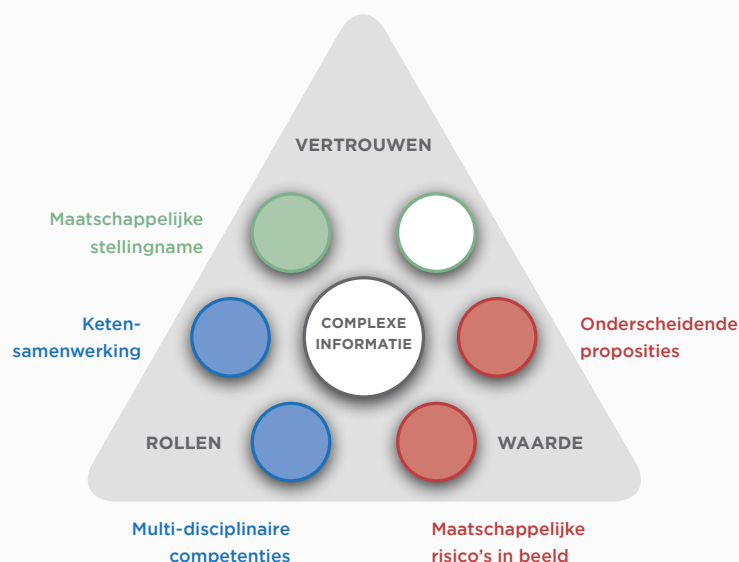 VERTROUWEN
Maatschappelijke
stellingname
Keten-
samenwerking
COMPLEXE
INFORMATIE
Onderscheidende
proposities
ROLLEN
WAARDE
Multi-disciplinaire
competenties
Maatschappelijke
risico's in beeld